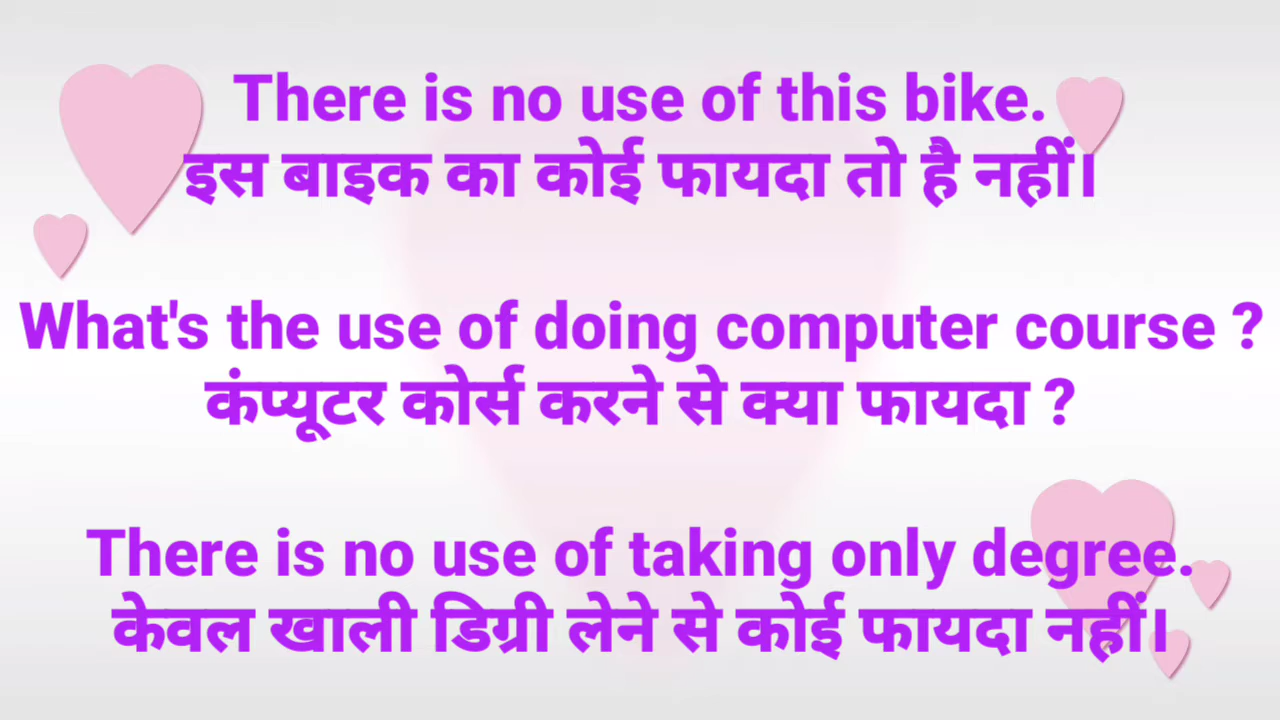 There is no use of this bike.
इस बाइक का कोई फायदा तो है नहीं।
What's the use of doing computer course ?
कंप्यूटर कोर्स करने से क्या फायदा ?
There is no use of taking only degree.
केवल खाली डिग्री लेने से कोई फायदा नहीं।